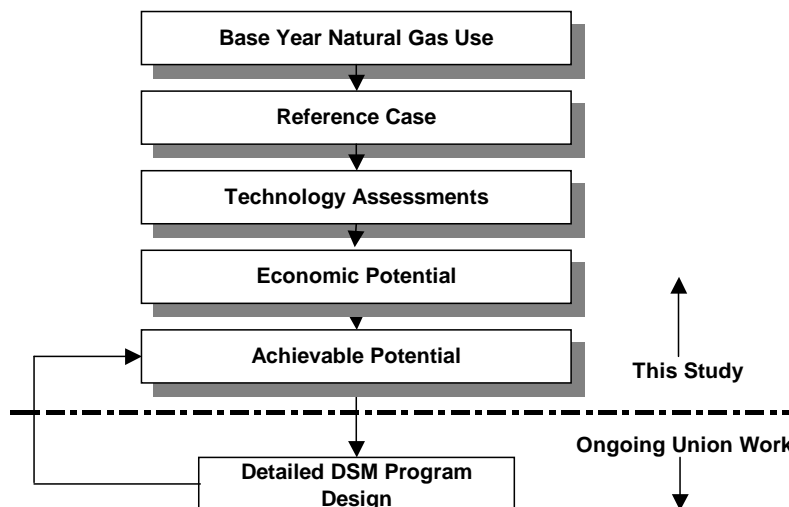 Base Year Natural Gas Use
Reference Case
Technology Assessments
Economic Potential
Achievable Potential
This Study
Ongoing Union Work
Detailed DSM Program
Design